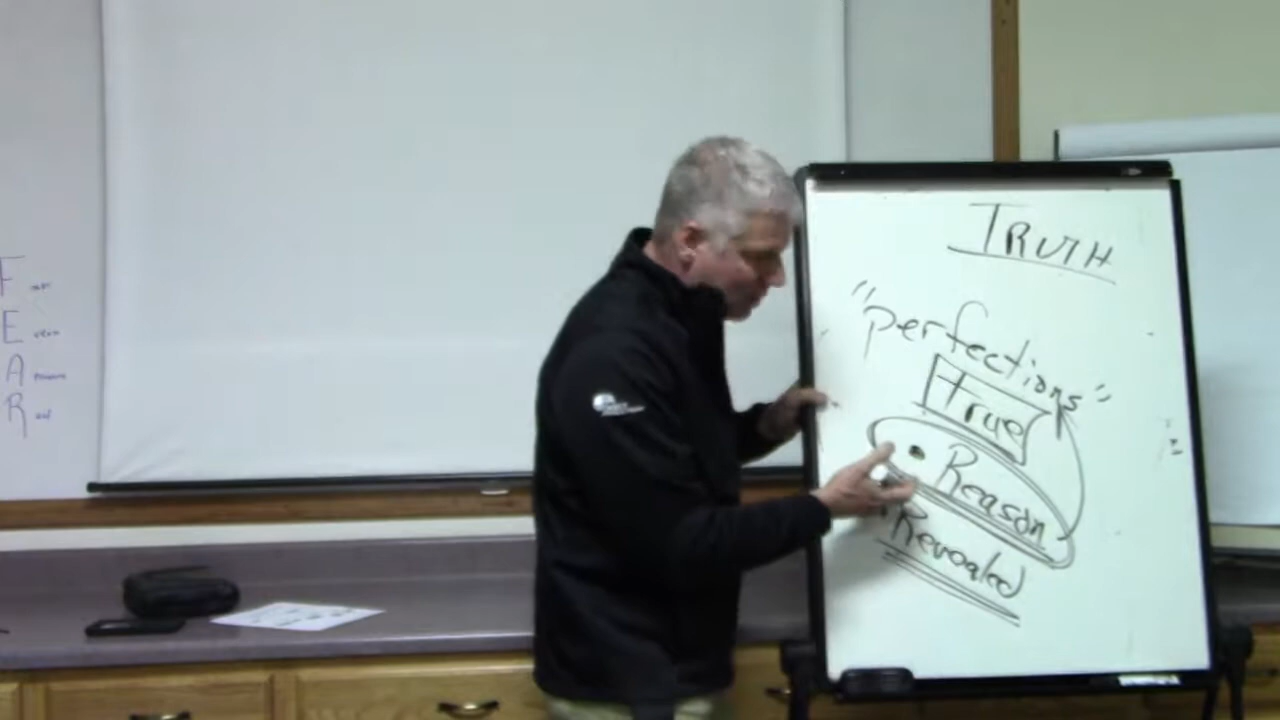 TRUTH
"perfections"
true
• Reason
• Revealed
F
E
A
R